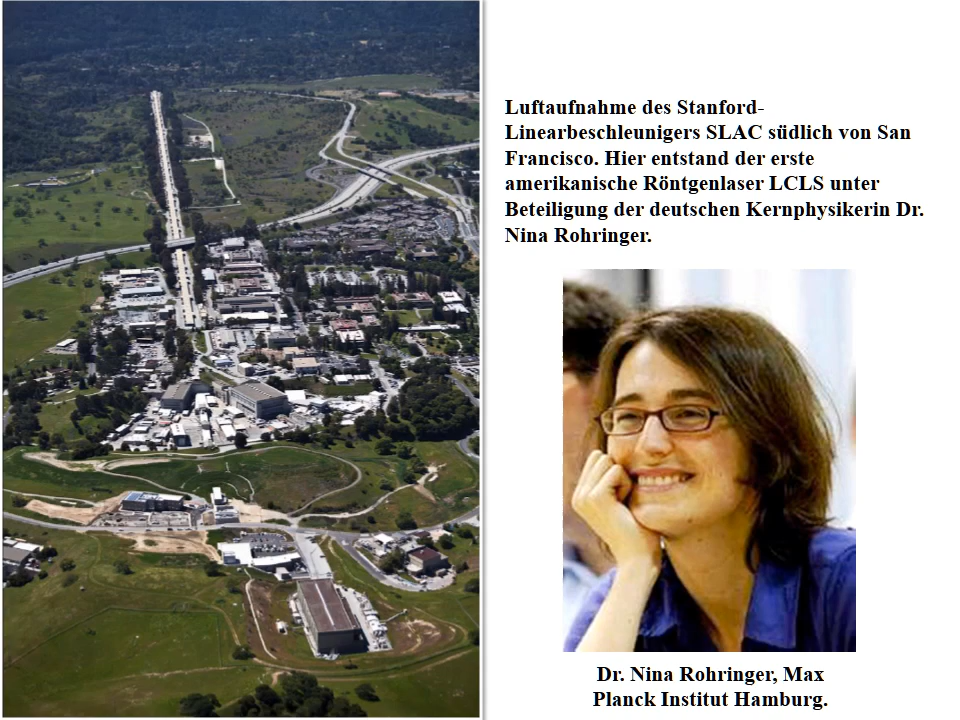 Luftaufnahme des Stanford-
Linearbeschleunigers SLAC südlich von San
Francisco. Hier entstand der erste
amerikanische Röntgenlaser LCLS unter
Beteiligung der deutschen Kernphysikerin Dr.
Nina Rohringer.
Dr. Nina Rohringer, Max
Planck Institut Hamburg.